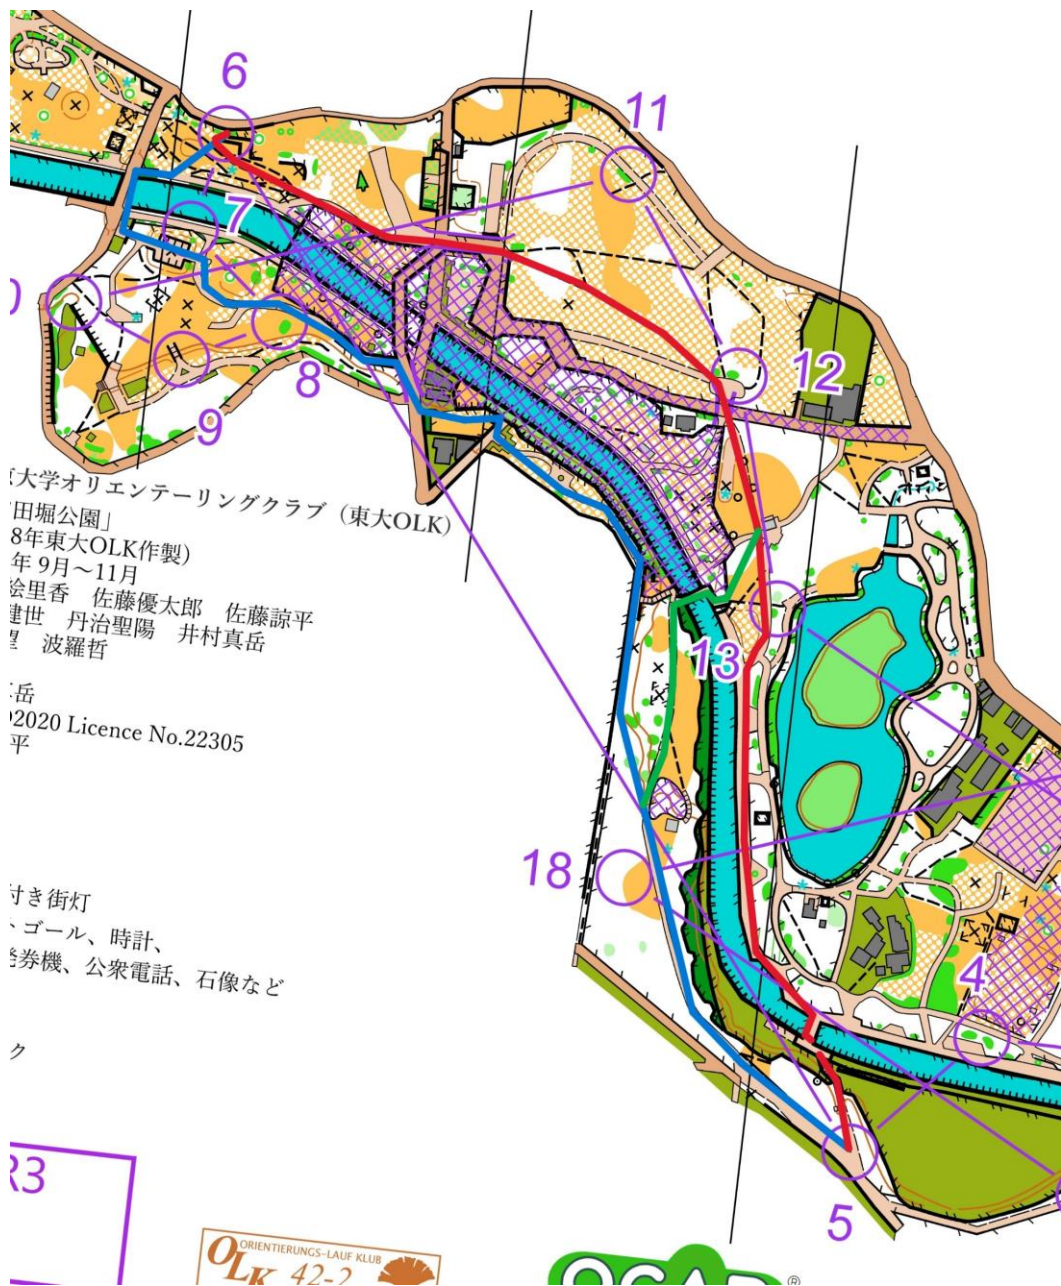 6
11
7
12
8
9
大学オリエンテーリングクラブ（東大OLK）
田堀公園」
8年東大OLK作製）
年 9月～11月
絵里香 佐藤優太郎 佐藤諒平
建世 丹治聖陽 井村真岳
波羅哲
13
岳
2020 Licence No.22305
平
18
付き街灯
ゴール、時計、
券機、公衆電話、石像など
4
ク
R3
5
ORIENTIERUNGS-LAUF KLUB
OLK 42-2
OCAD ®